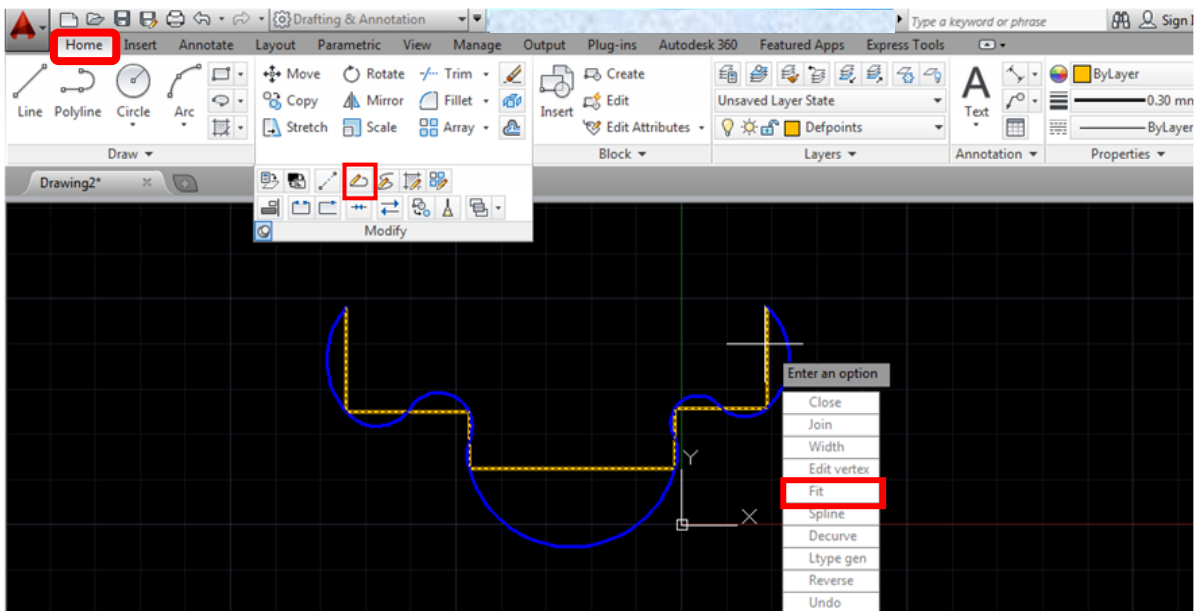 Drafting & Annotation
Type a keyword or phrase
Sign I
Home Insert Annotate Layout Parametric View Manage Output Plug-ins Autodesk 360 Featured Apps Express Tools
Move Rotate Trim Create ByLayer
Line Polyline Circle Arc Copy Mirror Fillet Insert Edit Unsaved Layer State Text 0.30 mm
Stretch Scale Array Edit Attributes Defpoints ByLayer
Draw Block Layers Annotation Properties
Drawing2*
Modify
Enter an option
Close
Join
Width
Edit vertex
Fit
Spline
Decurve
Ltype gen
Reverse
Undo
Y
X